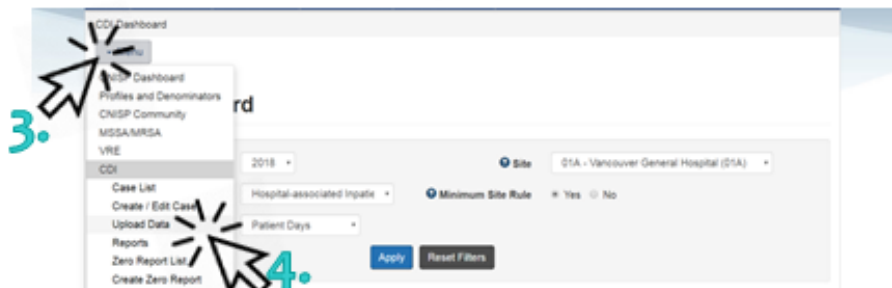 CDI Dashboard
Menu
CNISP Dashboard
Profiles and Denominators
rd
CNISP Community
3.
MSSA/MRSA
VRE
2018
Site
01A - Vancouver General Hospital (01A)
CDI
Case List
Hospital-associated Inpatie
Minimum Site Rule
Yes
No
Create / Edit Case
Upload Data
Patient Days
Reports
Zero Report List
Apply
Reset Filters
4.
Create Zero Report